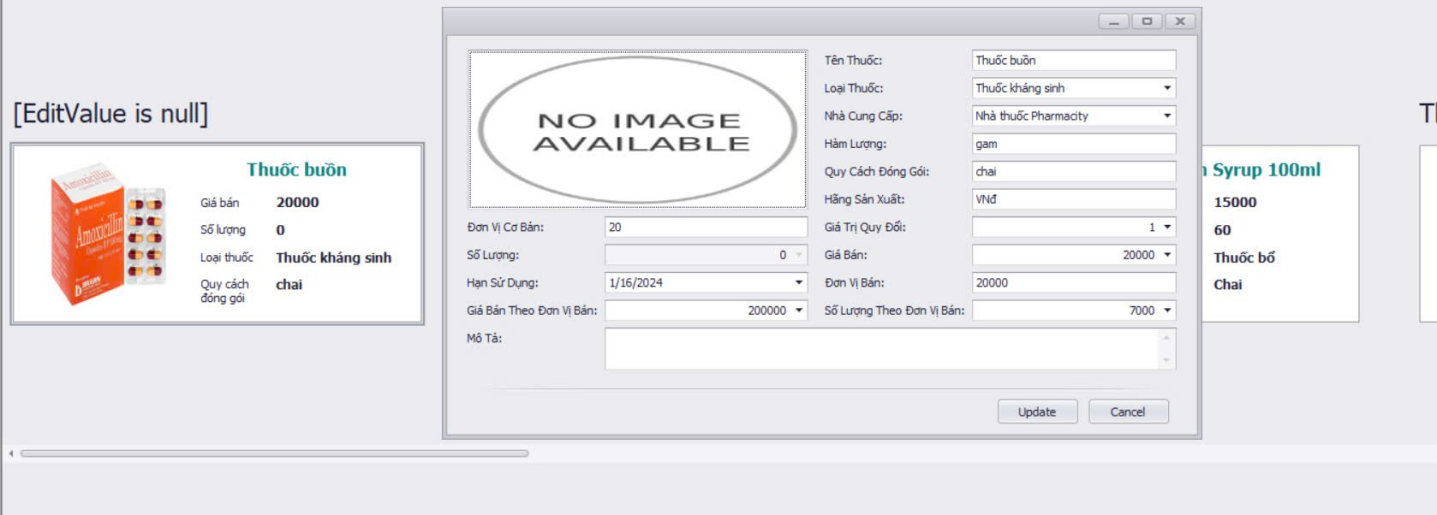 [EditValue is null]
Thuốc buồn
Giá bán 20000
Số lượng 0
Loại thuốc Thuốc kháng sinh
Quy cách đóng gói chai
Amoxicillin
Amoxicillin
NO IMAGE
AVAILABLE
Tên Thuốc: Thuốc buồn
Loại Thuốc: Thuốc kháng sinh
Nhà Cung Cấp: Nhà thuốc Pharmacity
Hàm Lượng: gam
Quy Cách Đóng Gói: chai
Hãng Sản Xuất: VNđ
Đơn Vị Cơ Bản: 20
Giá Trị Quy Đổi: 1
Số Lượng: 0
Giá Bán: 20000
Hạn Sử Dụng: 1/16/2024
Đơn Vị Bán: 20000
Giá Bán Theo Đơn Vị Bán: 200000
Số Lượng Theo Đơn Vị Bán: 7000
Mô Tả:
Update Cancel
Syrup 100ml
15000
60
Thuốc bổ
Chai